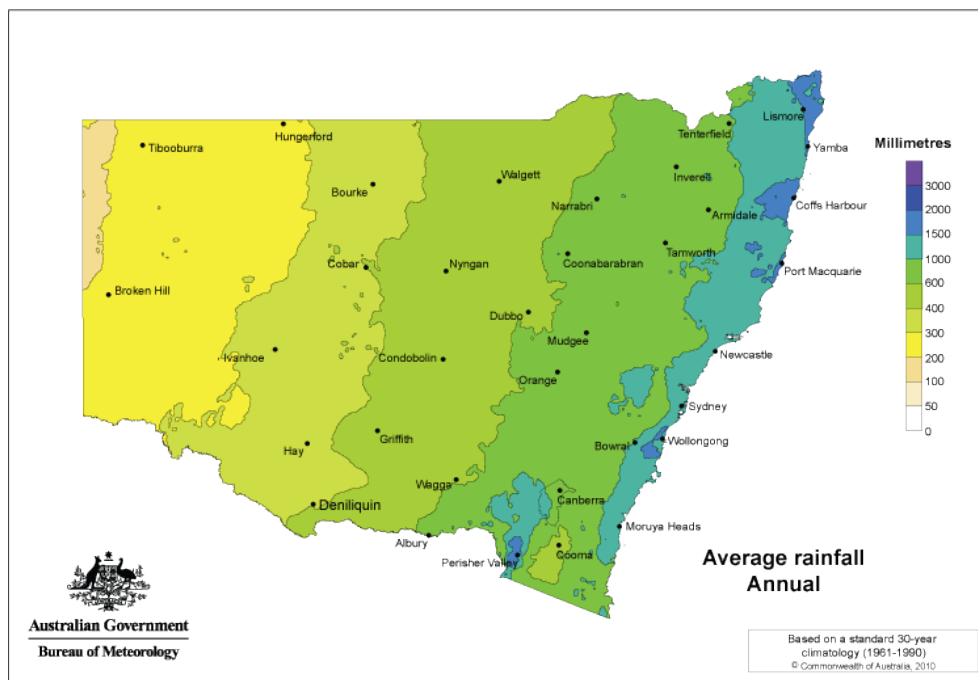 Hungerford
Tibooburra
Bourke
Walgett
Tenterfield
Lismore
Yamba
Inverell
Narrabri
Armidale
Coffs Harbour
Cobar
Nyngan
Coonabarabran
Tamworth
Port Macquarie
Broken Hill
Dubbo
Mudgee
Ivanhoe
Condobolin
Orange
Newcastle
Sydney
Hay
Griffith
Bowral
Wollongong
Wagga
Canberra
Deniliquin
Albury
Perisher Valley
Cooma
Moruya Heads
Millimetres
3000
2000
1500
1000
600
400
300
200
100
50
0
Average rainfall
Annual
Australian Government
Bureau of Meteorology
Based on a standard 30-year
climatology (1961-1990)
© Commonwealth of Australia, 2010